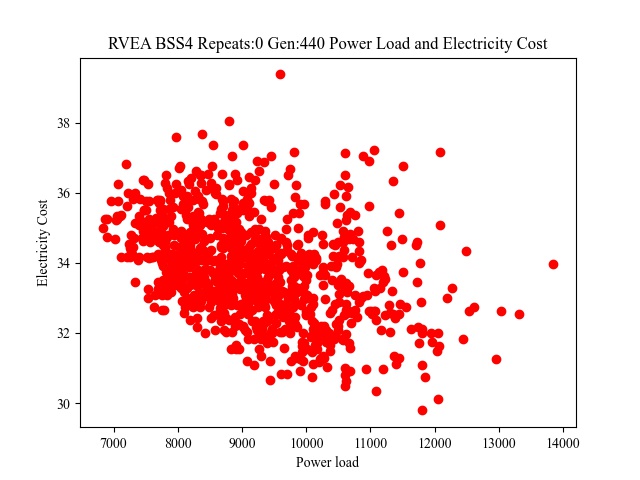 RVEA BSS4 Repeats:0 Gen:440 Power Load and Electricity Cost
Electricity Cost
38
36
34
32
30
7000 8000 9000 10000 11000 12000 13000 14000
Power load